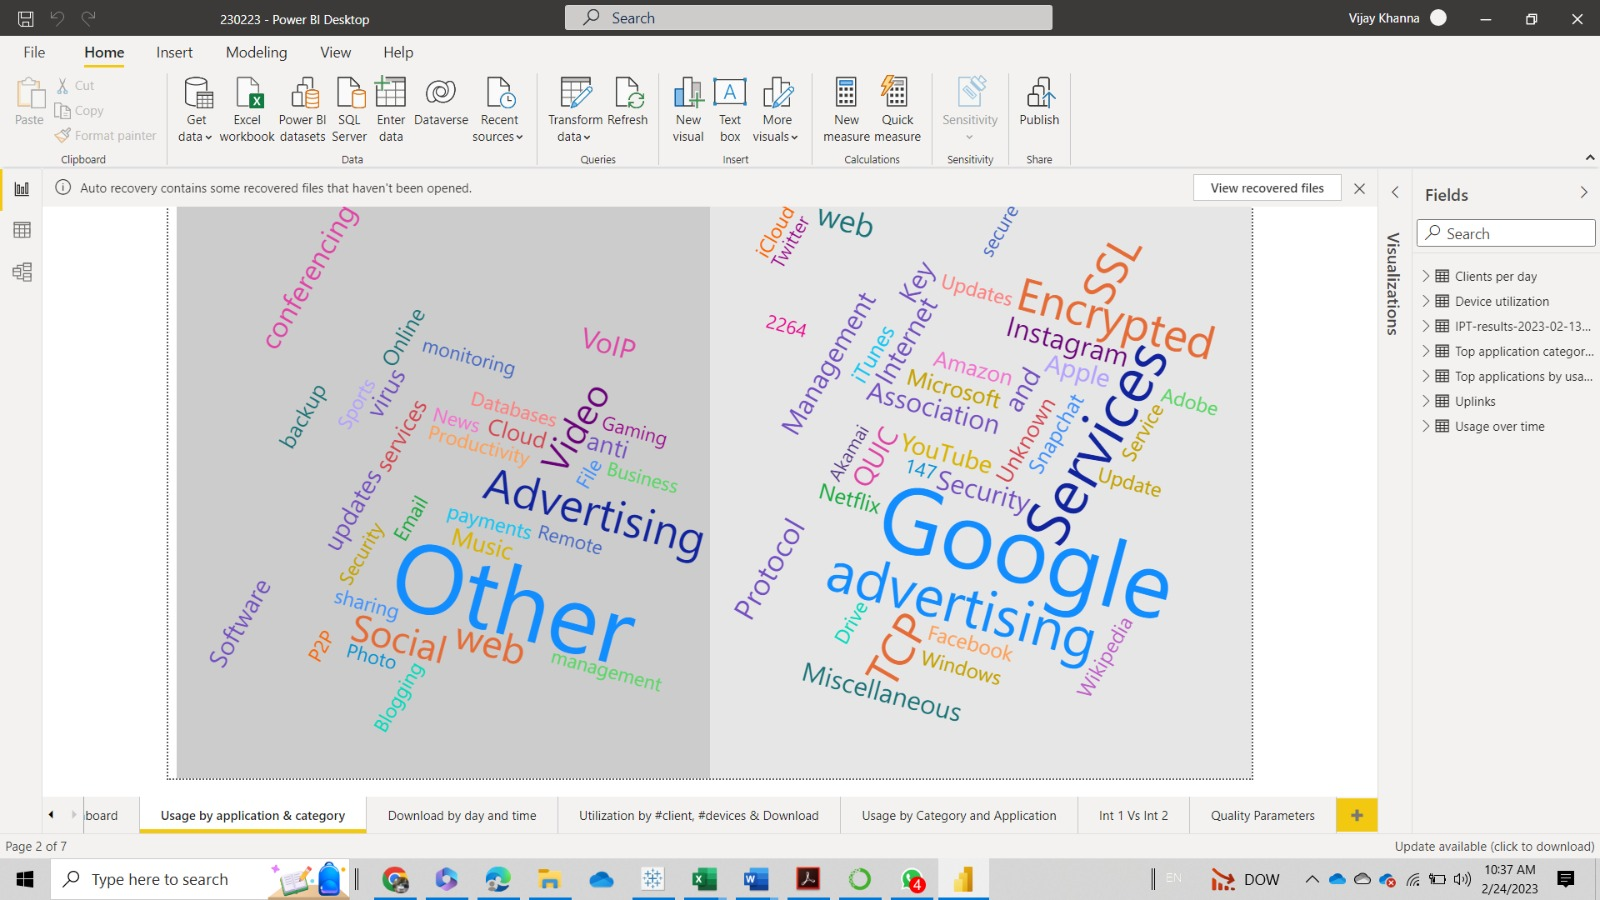 230223 - Power BI Desktop
Search
Vijay Khanna
File
Home
Insert
Modeling
View
Help
Paste
Cut
Copy
Format painter
Clipboard
Get data
Excel workbook
Power BI datasets
SQL Server
Enter data
Dataverse
Recent sources
Data
Transform data
Refresh
Queries
New visual
Text box
More visuals
Insert
New measure
Quick measure
Calculations
Sensitivity
Sensitivity
Publish
Share
Auto recovery contains some recovered files that haven't been opened.
View recovered files
conferencing
Online
monitoring
VoIP
backup
Sports
virus
services
Databases
News
Cloud
Productivity
Video
Gaming
anti
File
Business
Advertising
updates
Email
payments
Remote
Security
Music
Other
Software
sharing
Social
web
P2P
Photo
management
Blogging
iCloud
Twitter
web
secure
SSL
Key
Updates
Encrypted
2264
Management
iTunes
Internet
Instagram
Amazon
Apple
Microsoft
and
Association
Services
Adobe
Akamai
QUIC
YouTube
Unknown
Snapchat
Service
147
Security
Update
Netflix
Google
Protocol
advertising
Drive
TCP
Facebook
Windows
Wikipedia
Miscellaneous
Visualizations
Fields
Search
Clients per day
Device utilization
IPT-results-2023-02-13...
Top application categor...
Top applications by usa...
Uplinks
Usage over time
board
Usage by application & category
Download by day and time
Utilization by #client, #devices & Download
Usage by Category and Application
Int 1 Vs Int 2
Quality Parameters
Page 2 of 7
Update available (click to download)
Type here to search
4
EN
DOW
10:37 AM
2/24/2023